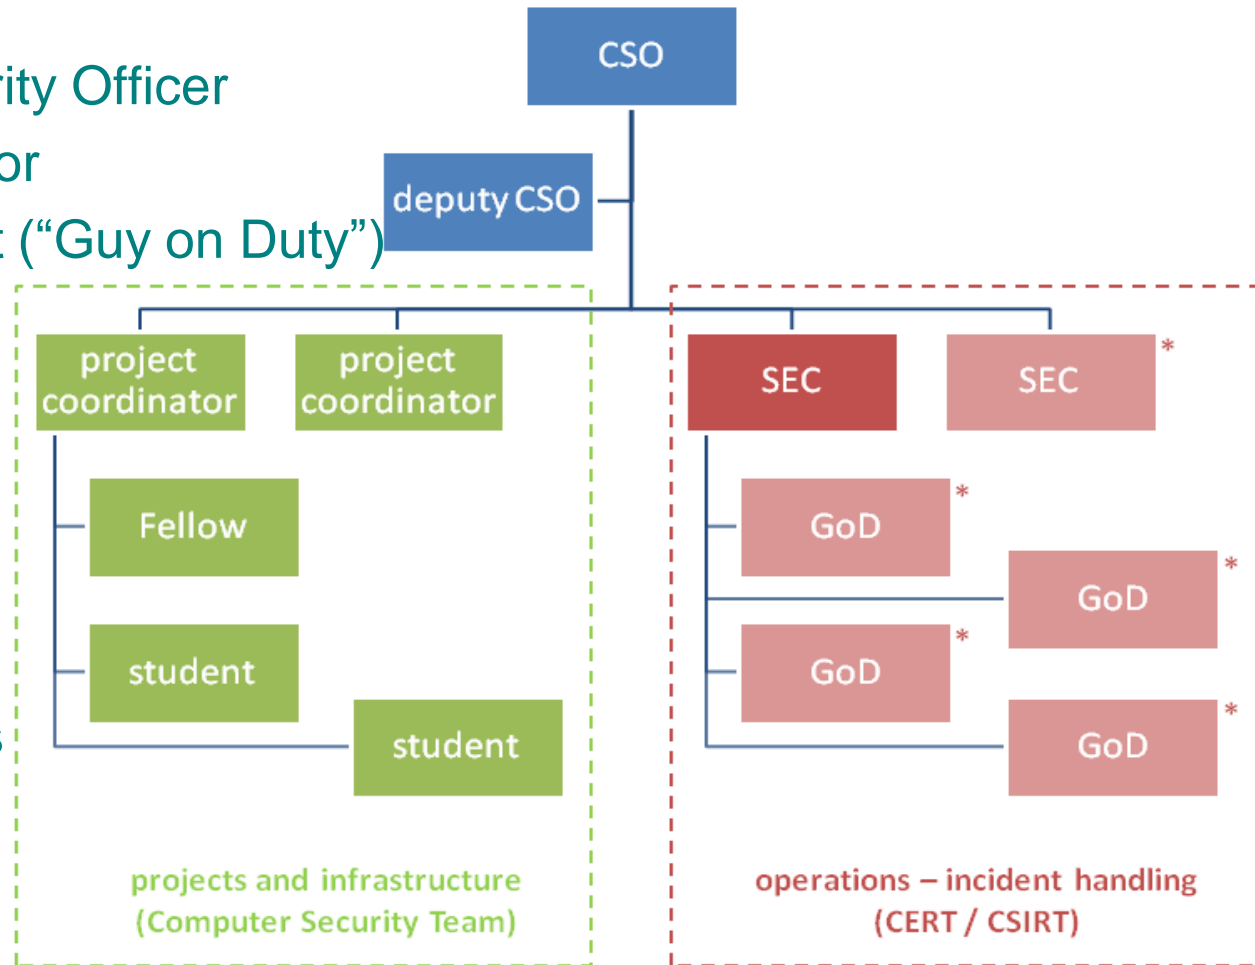 CSO
rity Officer
or
deputy CSO
t (“Guy on Duty”)
project
coordinator
project
coordinator
SEC
SEC
*
Fellow
GoD
*
GoD
*
student
GoD
*
s
student
GoD
*
projects and infrastructure
(Computer Security Team)
operations – incident handling
(CERT / CSIRT)